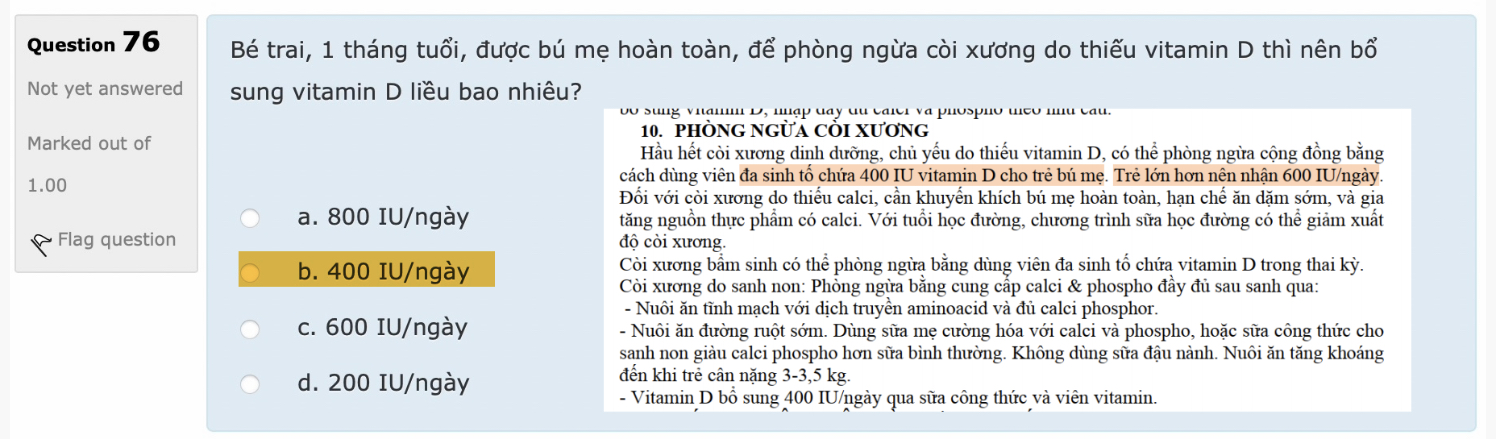 Question 76
Not yet answered
Marked out of
1.00
Flag question
Bé trai, 1 tháng tuổi, được bú mẹ hoàn toàn, để phòng ngừa còi xương do thiếu vitamin D thì nên bổ
sung vitamin D liều bao nhiêu?
a. 800 IU/ngày
b. 400 IU/ngày
c. 600 IU/ngày
d. 200 IU/ngày
bổ sung vitamin D, nhập đầy đủ calci và phospho theo nhu cầu.
10. PHÒNG NGỪA CÒI XƯƠNG
Hầu hết còi xương dinh dưỡng, chủ yếu do thiếu vitamin D, có thể phòng ngừa cộng đồng bằng
cách dùng viên đa sinh tố chứa 400 IU vitamin D cho trẻ bú mẹ. Trẻ lớn hơn nên nhận 600 IU/ngày.
Đối với còi xương do thiếu calci, cần khuyến khích bú mẹ hoàn toàn, hạn chế ăn dặm sớm, và gia
tăng nguồn thực phẩm có calci. Với tuổi học đường, chương trình sữa học đường có thể giảm xuất
độ còi xương.
Còi xương bẩm sinh có thể phòng ngừa bằng dùng viên đa sinh tố chứa vitamin D trong thai kỳ.
Còi xương do sanh non: Phòng ngừa bằng cung cấp calci & phospho đầy đủ sau sanh qua:
- Nuôi ăn tĩnh mạch với dịch truyền aminoacid và đủ calci phosphor.
- Nuôi ăn đường ruột sớm. Dùng sữa mẹ cường hóa với calci và phospho, hoặc sữa công thức cho
sanh non giàu calci phospho hơn sữa bình thường. Không dùng sữa đậu nành. Nuôi ăn tăng khoáng
đến khi trẻ cân nặng 3-3,5 kg.
- Vitamin D bổ sung 400 IU/ngày qua sữa công thức và viên vitamin.